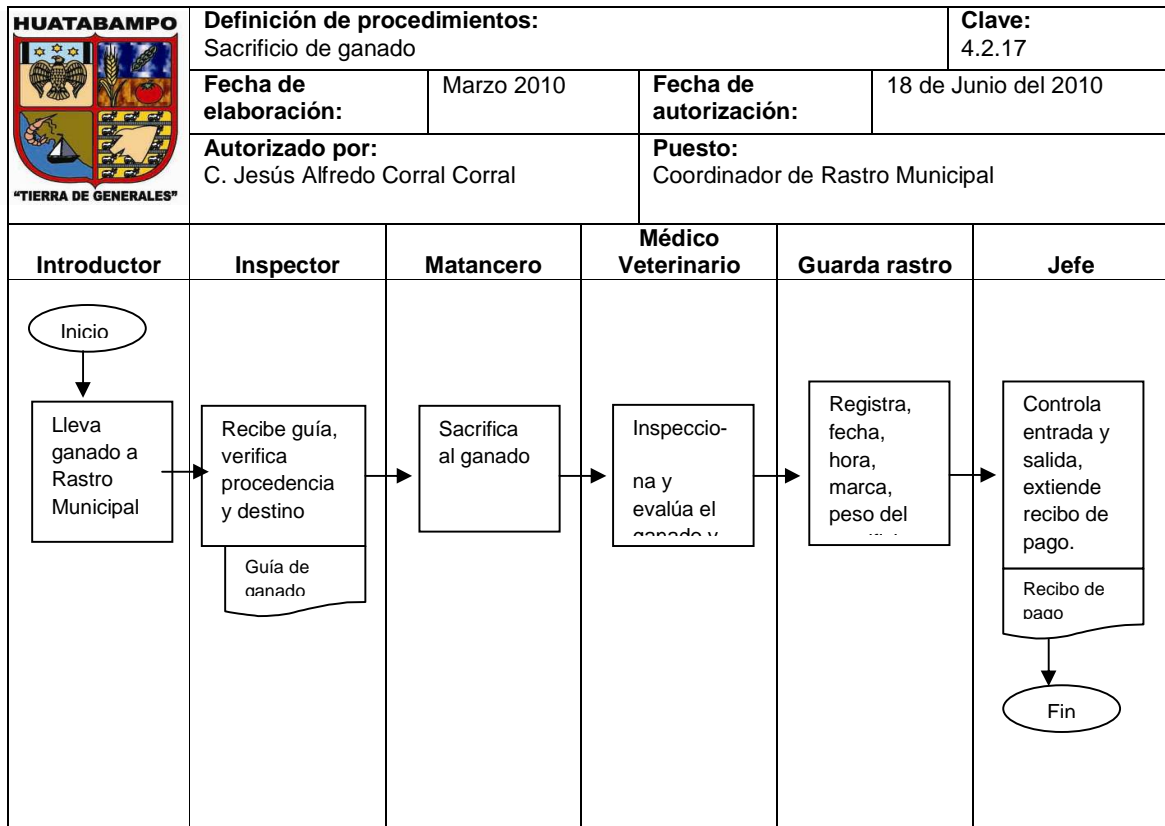 HUATABAMPO
"TIERRA DE GENERALES"
Definición de procedimientos:
Sacrificio de ganado
Clave:
4.2.17
Fecha de
elaboración:
Marzo 2010
Fecha de
autorización:
18 de Junio del 2010
Autorizado por:
C. Jesús Alfredo Corral Corral
Puesto:
Coordinador de Rastro Municipal
Introductor
Inspector
Matancero
Médico
Veterinario
Guarda rastro
Jefe
Inicio
Lleva
ganado a
Rastro
Municipal
Recibe guía,
verifica
procedencia
y destino
Guía de
ganado
Sacrifica
al ganado
Inspeccio-
na y
evalúa el
ganado y
Registra,
fecha,
hora,
marca,
peso del
Controla
entrada y
salida,
extiende
recibo de
pago.
Recibo de
pago
Fin